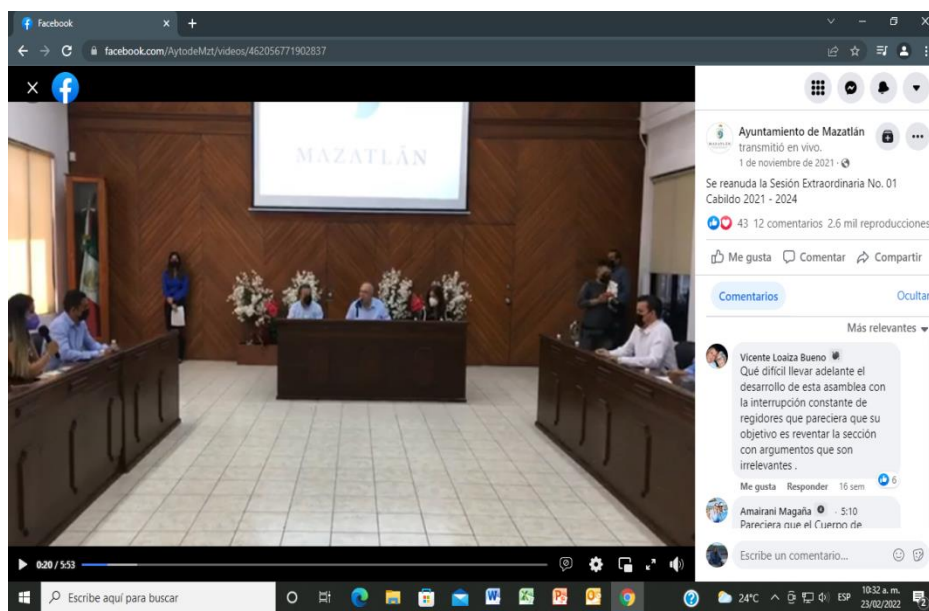 Facebook
facebook.com/AytodeMzt/videos/462056771902837
MAZATLÁN
Ayuntamiento de Mazatlán
transmitió en vivo.
1 de noviembre de 2021 ·
Se reanuda la Sesión Extraordinaria No. 01
Cabildo 2021 - 2024
43 12 comentarios 2.6 mil reproducciones
Me gusta Comentar Compartir
Comentarios Ocultar
Más relevantes
Vicente Loaiza Bueno
Qué difícil llevar adelante el
desarrollo de esta asamblea con
la interrupción constante de
regidores que pareciera que su
objetivo es reventar la sección
con argumentos que son
irrelevantes .
Me gusta Responder 16 sem 6
Amairani Magaña · 5:10
Pareciera que el Cuerpo de
Escribe un comentario...
0:20 / 5:53
Escribe aquí para buscar
24°C ESP 10:32 a. m.
23/02/2022
2